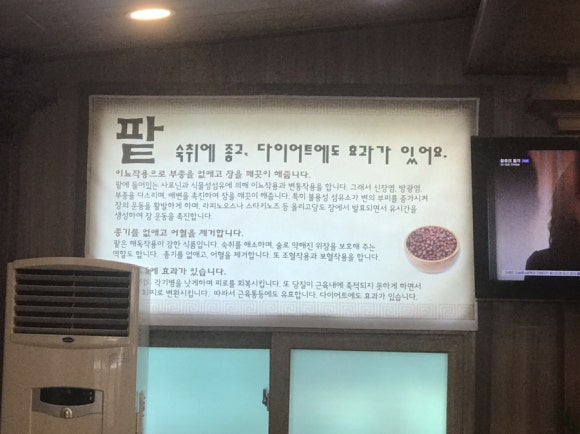 팥 숙취에 좋고, 다이어트에도 효과가 있어요.
이뇨작용으로 부종을 없애고 장을 깨끗이 해줍니다.
팥에 들어있는 사포닌과 식물성섬유에 의해 이뇨작용과 변통작용을 합니다. 그래서 신장염, 방광염,
부종을 다스리며, 배변을 촉진하여 장을 깨끗이 해줍니다. 특히 불용성 섬유소가 변의 부피를 증가시켜
장의 운동을 활발하게 하며, 라피노오스나 스타키노즈 등 올리고당도 장에서 발효되면서 유시간을
생성하여 장 운동을 촉진합니다.
종기를 없애고 어혈을 제거합니다.
팥은 해독작용이 강한 식품입니다. 숙취를 해소하며, 술로 약해진 위장을 보호해 주는
역할도 합니다. 종기를 없애고, 어혈을 제거합니다. 또 조혈작용과 보혈작용을 합니다.
에 효과가 있습니다.
각기병을 낫게하며 피로를 회복시킵니다. 또 당질이 근육내에 축적되지 못하게 하면서
변환시킵니다. 따라서 근육통등에도 유효합니다. 다이어트에도 효과가 있습니다.